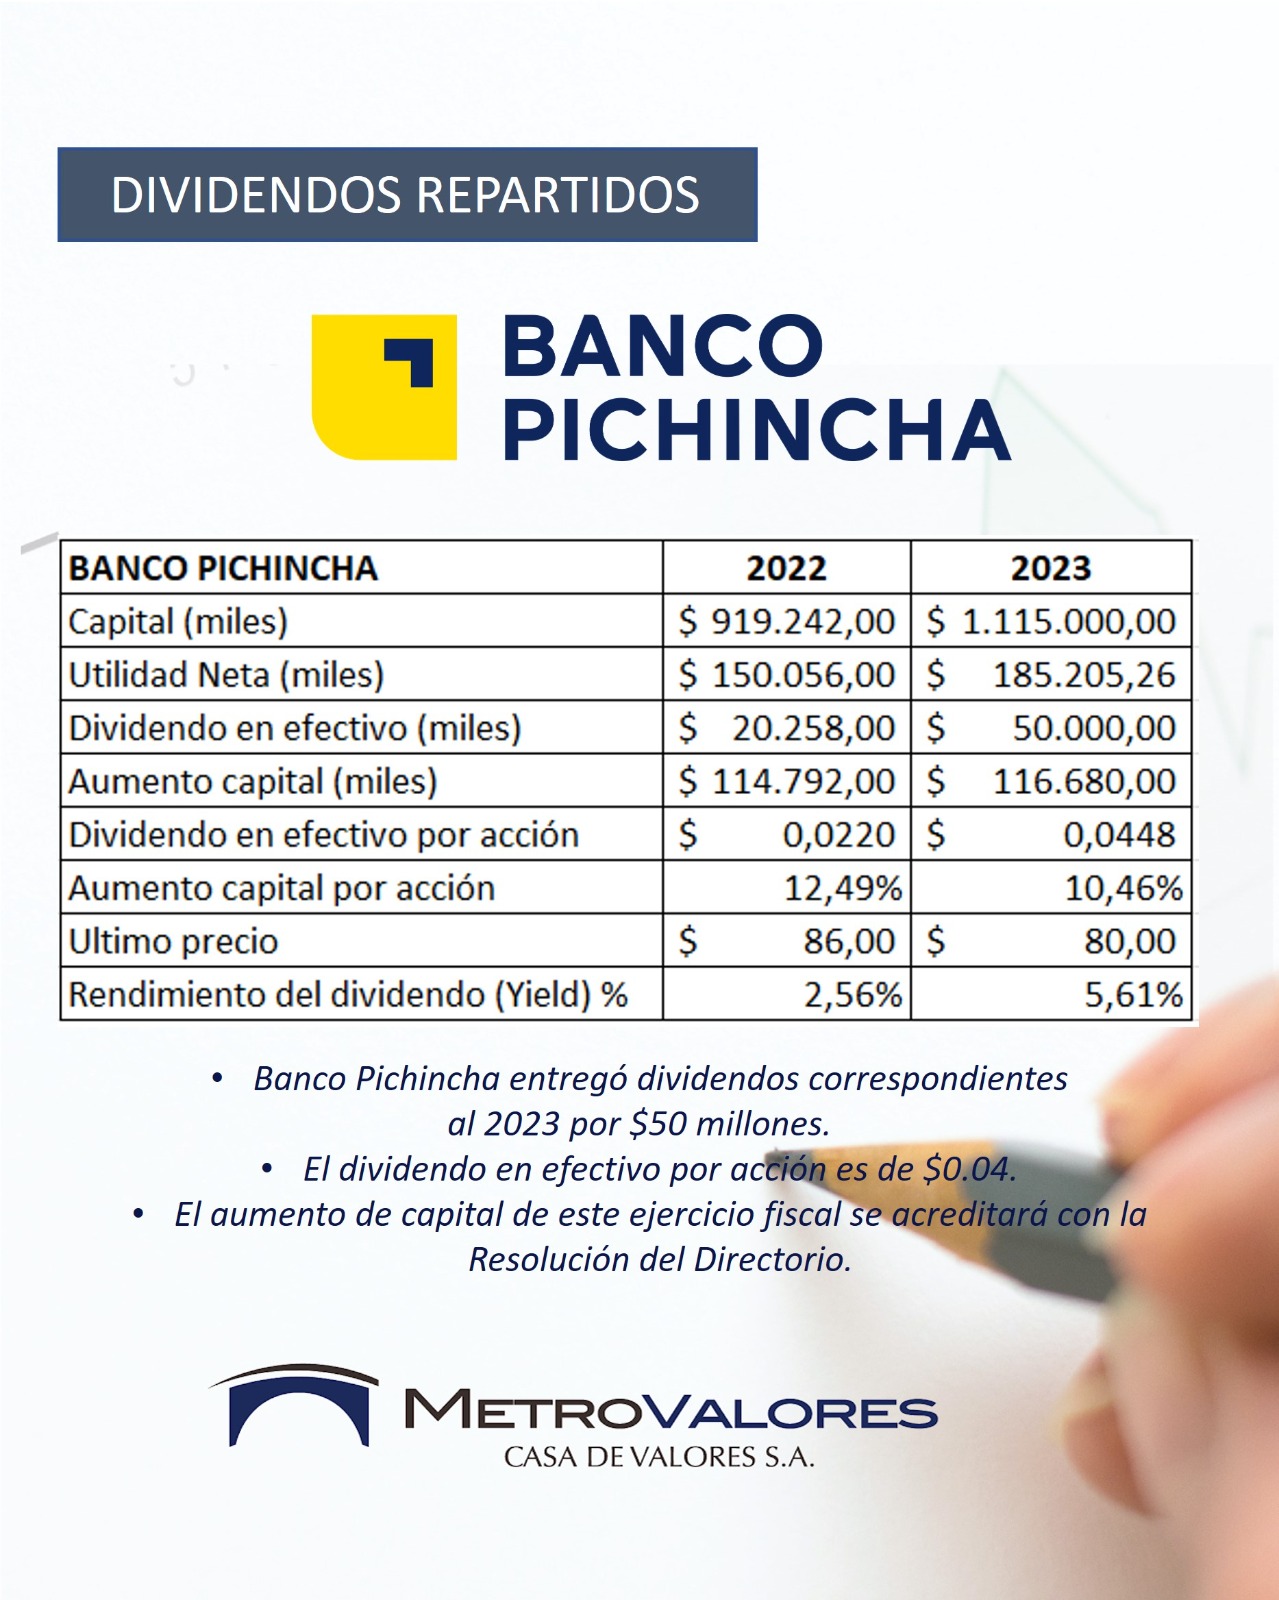 DIVIDENDOS REPARTIDOS
BANCO
PICHINCHA
BANCO PICHINCHA 2022 2023
Capital (miles) $ 919.242,00 $ 1.115.000,00
Utilidad Neta (miles) $ 150.056,00 $ 185.205,26
Dividendo en efectivo (miles) $ 20.258,00 $ 50.000,00
Aumento capital (miles) $ 114.792,00 $ 116.680,00
Dividendo en efectivo por acción $ 0,0220 $ 0,0448
Aumento capital por acción 12,49% 10,46%
Ultimo precio $ 86,00 $ 80,00
Rendimiento del dividendo (Yield) % 2,56% 5,61%
• Banco Pichincha entregó dividendos correspondientes
al 2023 por $50 millones.
• El dividendo en efectivo por acción es de $0.04.
• El aumento de capital de este ejercicio fiscal se acreditará con la
Resolución del Directorio.
METROVALORES
CASA DE VALORES S.A.